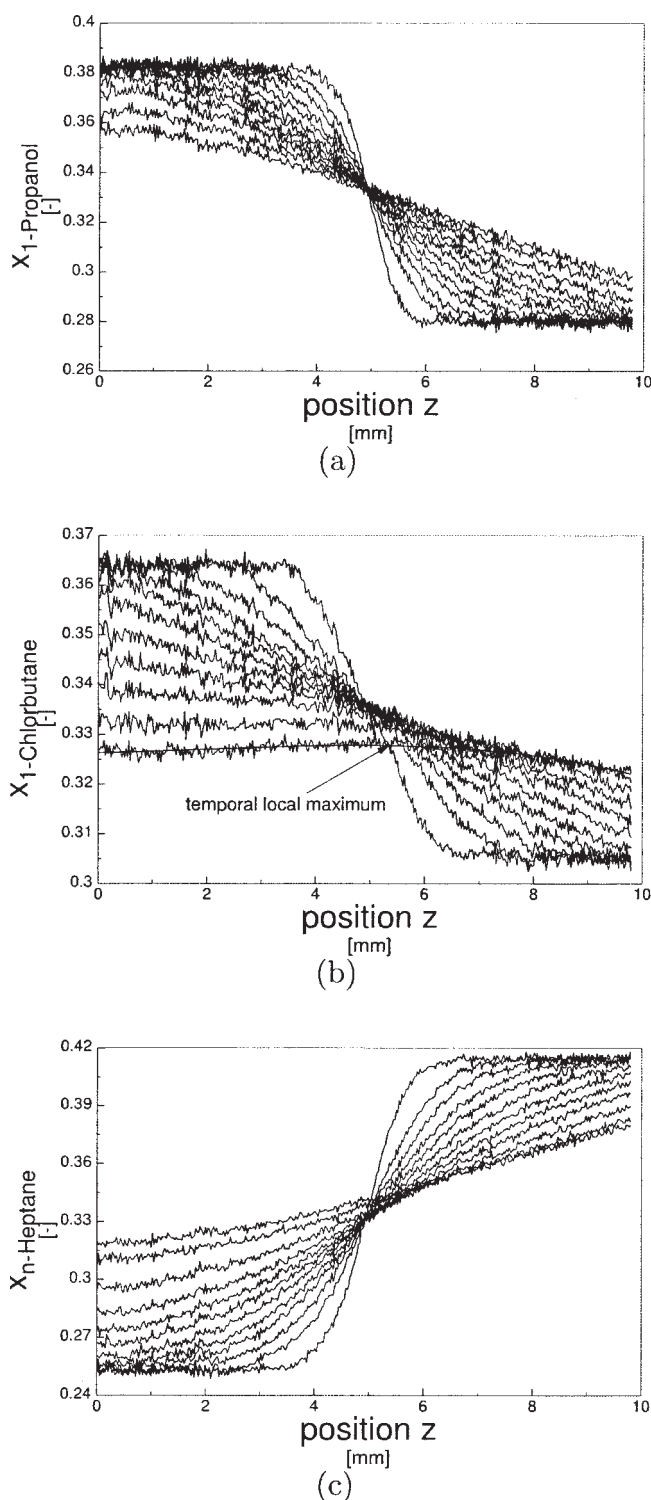 0.4
0.38
0.36
0.34
0.32
0.3
0.28
0.26
X1-Propanol
[-]
0 2 4 6 8 10
position z
[mm]
(a)
0.37
0.36
0.35
0.34
0.33
0.32
0.31
0.3
X1-Chlorbutane
[-]
temporal local maximum
0 2 4 6 8 10
position z
[mm]
(b)
0.42
0.39
0.36
0.33
0.3
0.27
0.24
Xn-Heptane
[-]
0 2 4 6 8 10
position z
[mm]
(c)